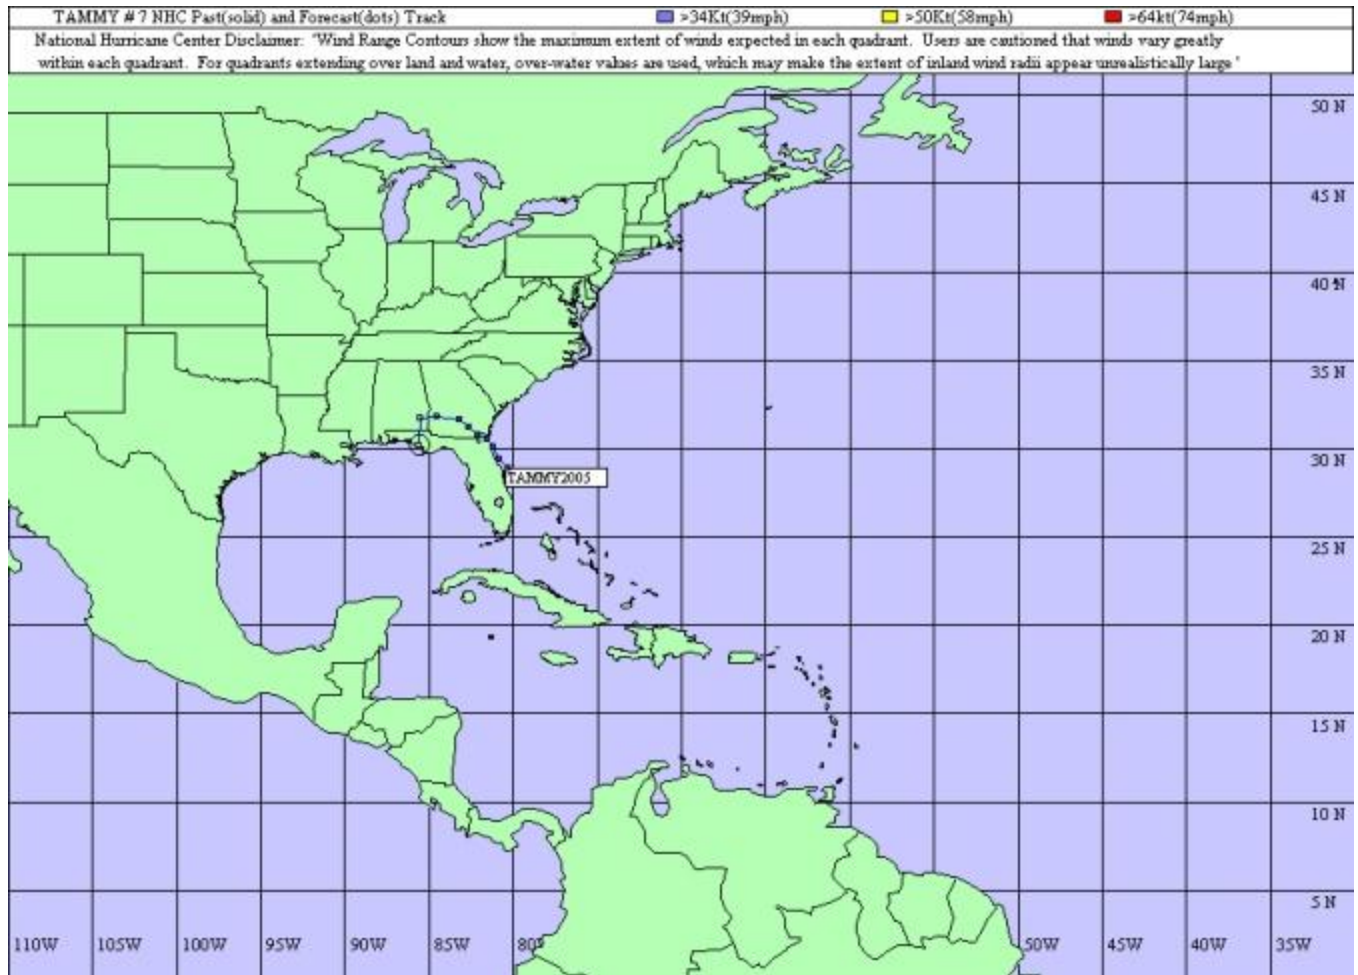 TAMMY # 7 NHC Past(solid) and Forecast(dots) Track >34Kt(39mph) >50Kt(58mph) >64kt(74mph)
National Hurricane Center Disclaimer: "Wind Range Contours show the maximum extent of winds expected in each quadrant. Users are cautioned that winds vary greatly
within each quadrant. For quadrants extending over land and water, over-water values are used, which may make the extent of inland wind radii appear unrealistically large"
50 N
45 N
40 N
35 N
30 N
TAMMY2005
25 N
20 N
15 N
10 N
5 N
110W 105W 100W 95W 90W 85W 80W 50W 45W 40W 35W